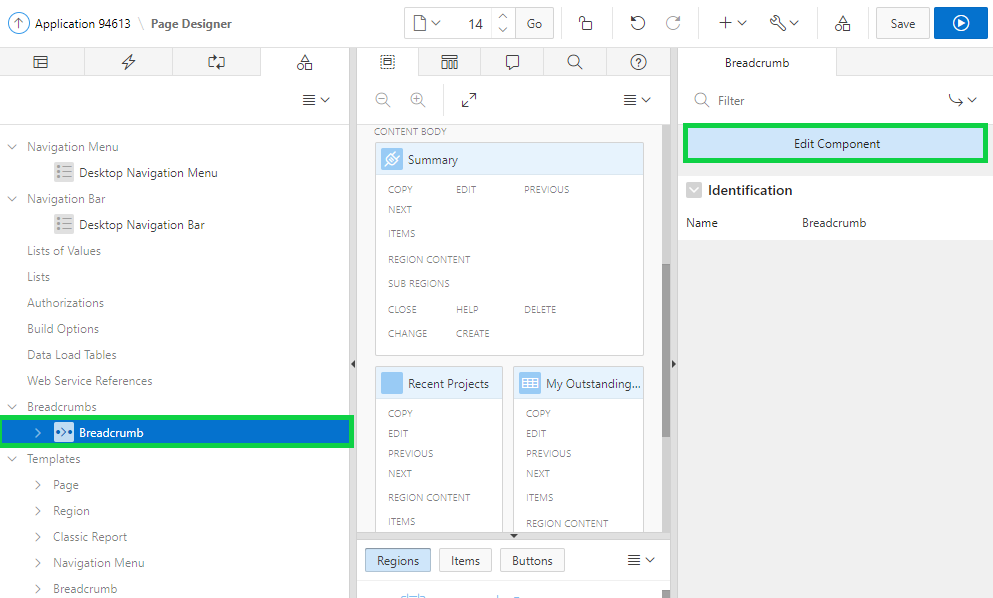 Application 94613 \ Page Designer
14 Go Save
Breadcrumb
Filter
Edit Component
Identification
Name Breadcrumb
Navigation Menu
Desktop Navigation Menu
Navigation Bar
Desktop Navigation Bar
Lists of Values
Lists
Authorizations
Build Options
Data Load Tables
Web Service References
Breadcrumbs
Breadcrumb
Templates
Page
Region
Classic Report
Navigation Menu
Breadcrumb
CONTENT BODY
Summary
COPY EDIT PREVIOUS
NEXT
ITEMS
REGION CONTENT
SUB REGIONS
CLOSE HELP DELETE
CHANGE CREATE
Recent Projects
COPY
EDIT
PREVIOUS
NEXT
REGION CONTENT
ITEMS
My Outstanding...
COPY
EDIT
PREVIOUS
NEXT
ITEMS
REGION CONTENT
Regions Items Buttons